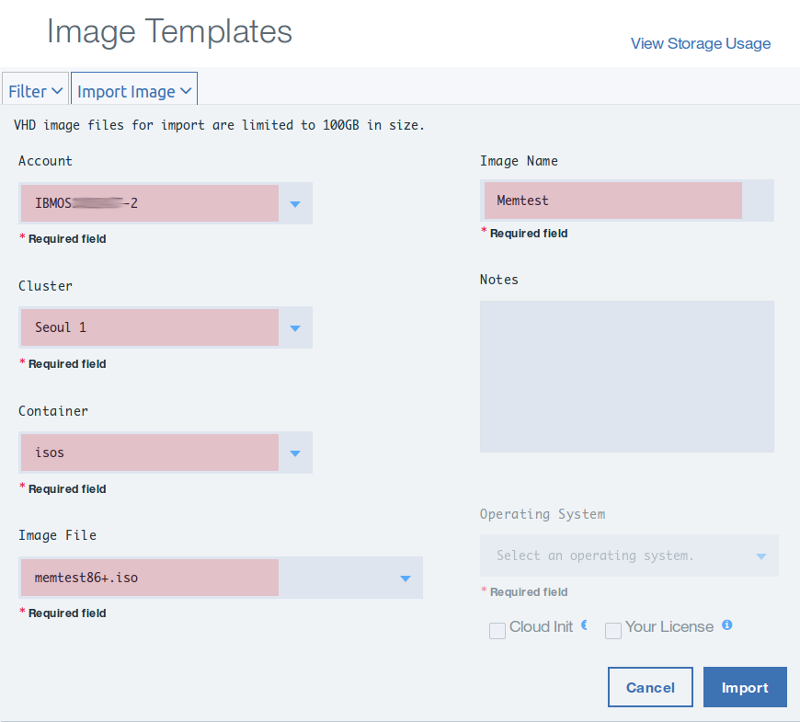 Image Templates
View Storage Usage
Filter
Import Image
VHD image files for import are limited to 100GB in size.
Account
IBMOS -2
* Required field
Cluster
Seoul 1
* Required field
Container
isos
* Required field
Image File
memtest86+.iso
* Required field
Image Name
Memtest
* Required field
Notes
Operating System
Select an operating system.
* Required field
Cloud Init
Your License
Cancel
Import